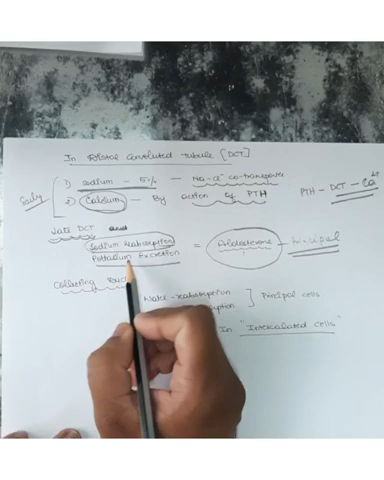 In Distal Convoluted tubule [DCT]
1) Sodium - 5% - Na-Cl⁻ co-transporter
Early
2) Calcium - By action of PTH
PTH - DCT - Ca²⁺
Late DCT
Sodium Reabsorption = Aldosterone -
Potassium Excretion
Collecting
Water-reabsorption ] Principal cells
In "Intercalated cells"